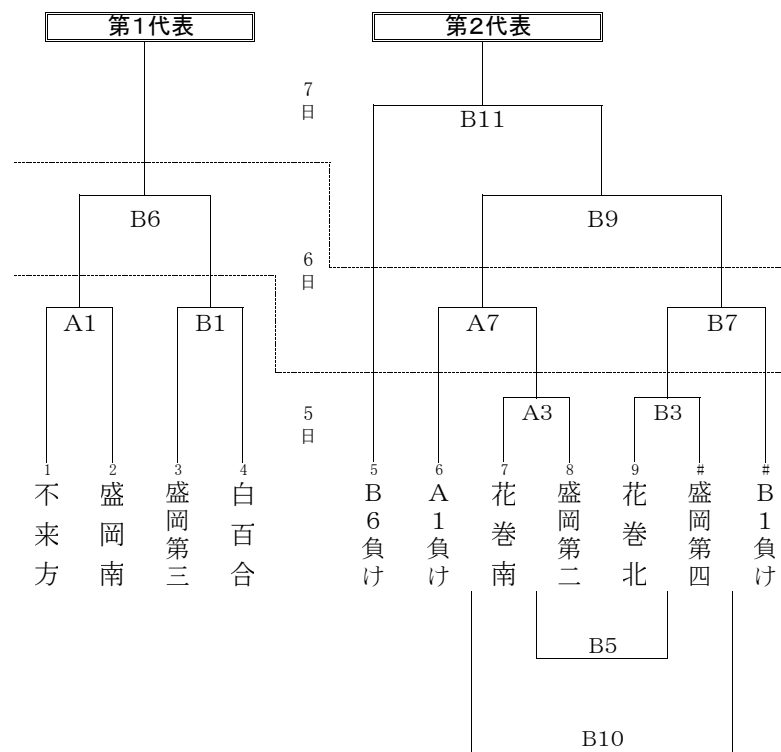 第1代表
第2代表
7日
B11
B6
B9
6日
A1
B1
A7
B7
5日
A3
B3
1
2
3
4
5
6
7
8
9
#
#
不来方
盛岡南
盛岡第三
白百合
B6負け
A1負け
花巻南
盛岡第二
花巻北
盛岡第四
B1負け
B5
B10